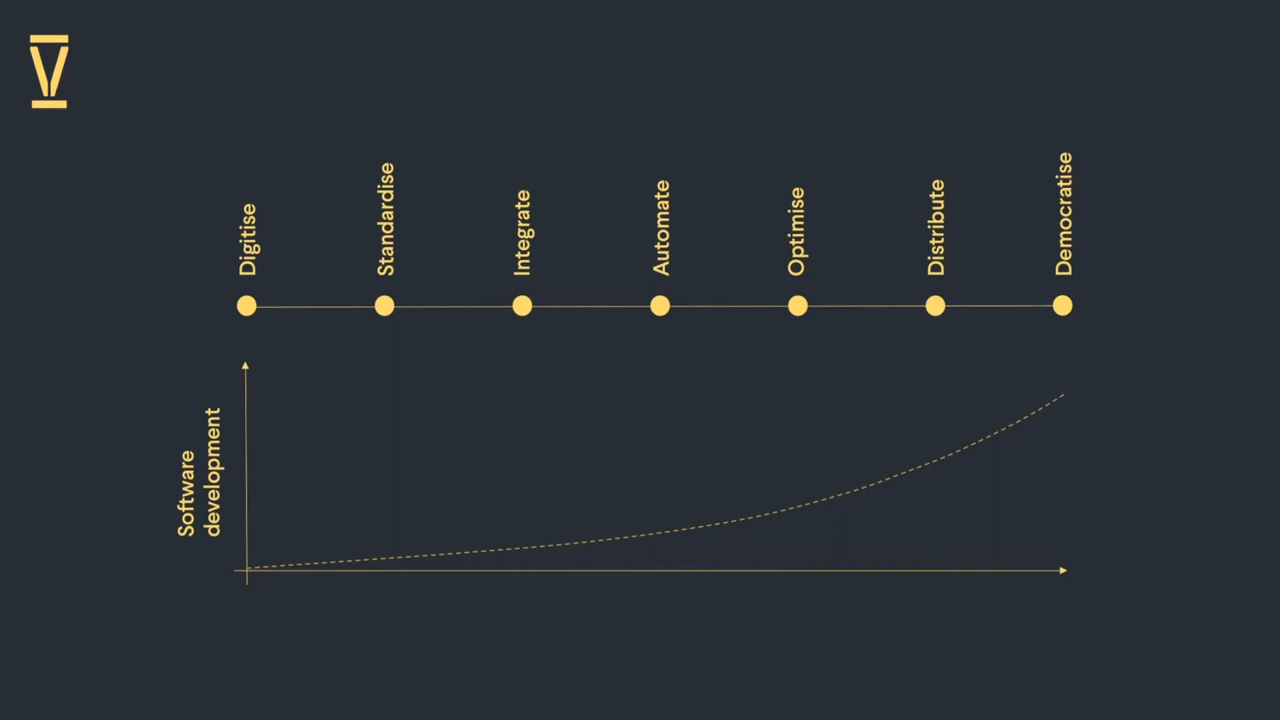 Digitise
Standardise
Integrate
Automate
Optimise
Distribute
Democratise
Software
development